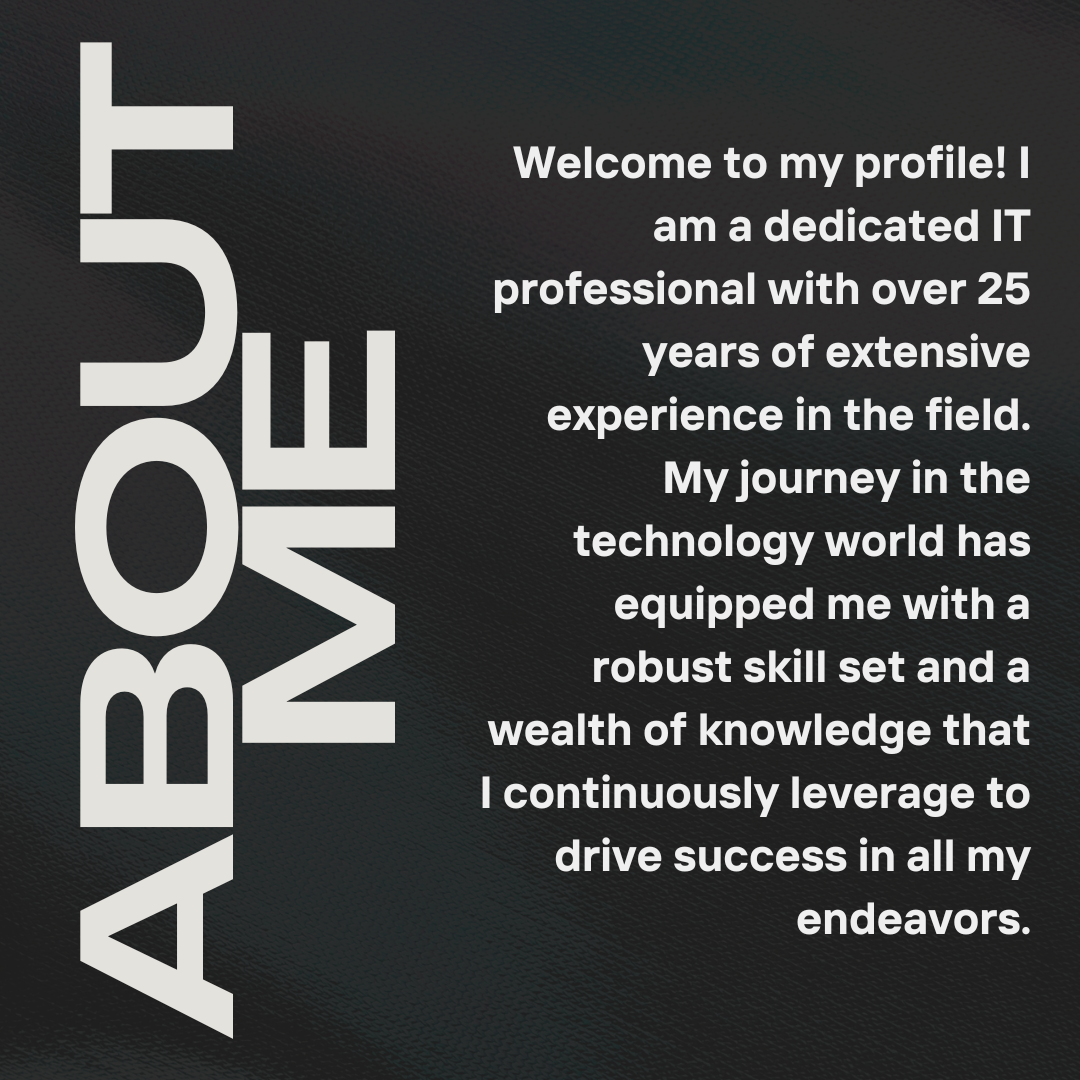 ABOUT
ME
Welcome to my profile! I
am a dedicated IT
professional with over 25
years of extensive
experience in the field.
My journey in the
technology world has
equipped me with a
robust skill set and a
wealth of knowledge that
I continuously leverage to
drive success in all my
endeavors.